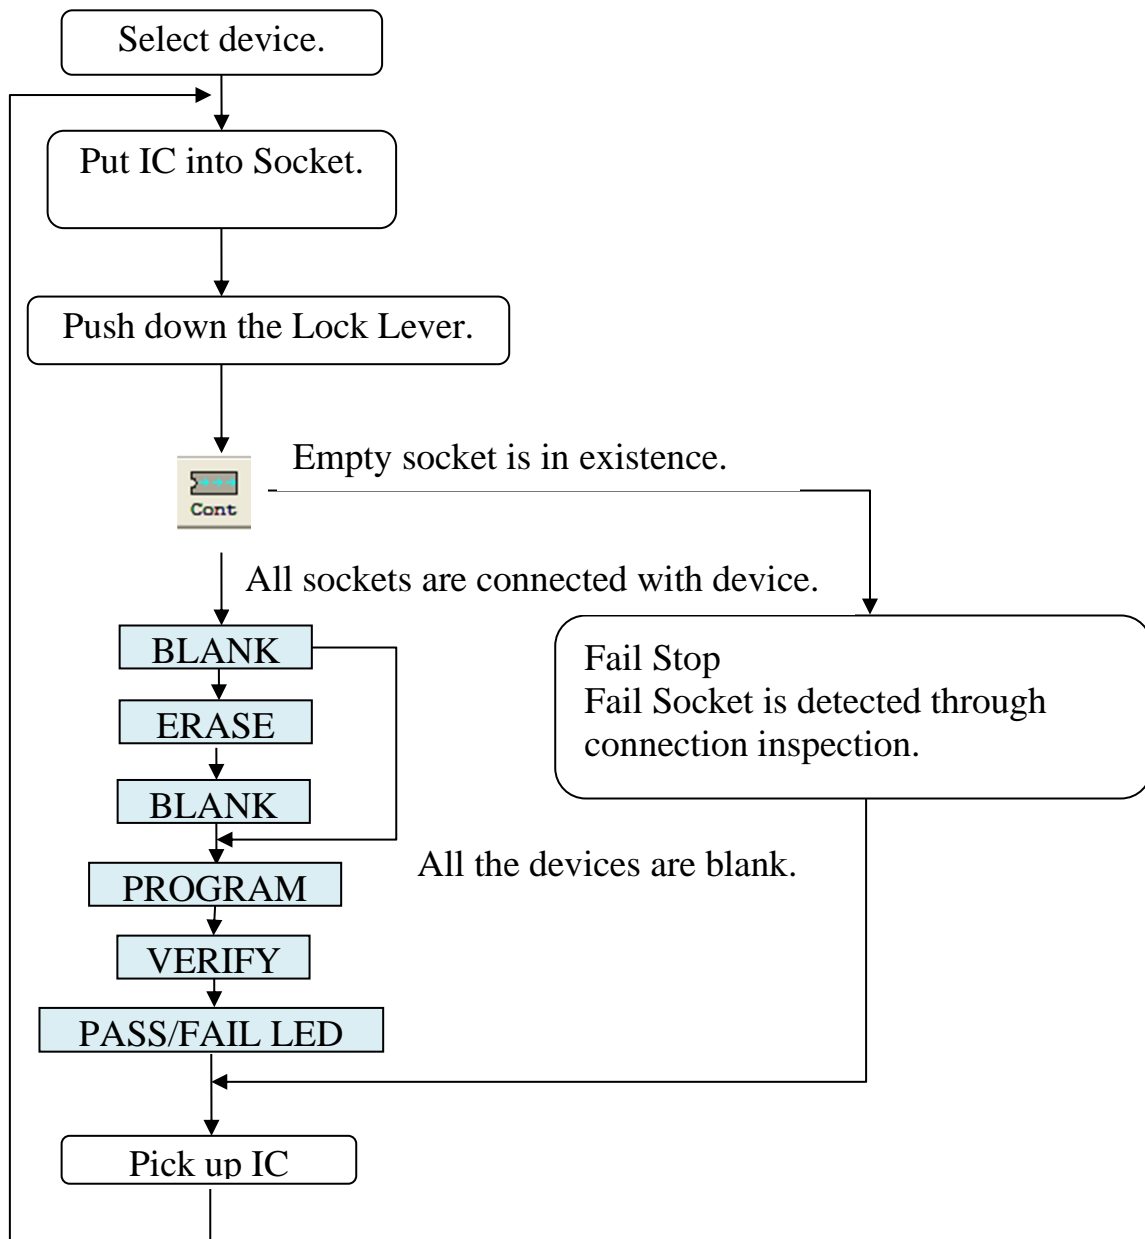 Select device.
Put IC into Socket.
Push down the Lock Lever.
Empty socket is in existence.
Cont
All sockets are connected with device.
BLANK
ERASE
BLANK
Fail Stop
Fail Socket is detected through
connection inspection.
All the devices are blank.
PROGRAM
VERIFY
PASS/FAIL LED
Pick up IC